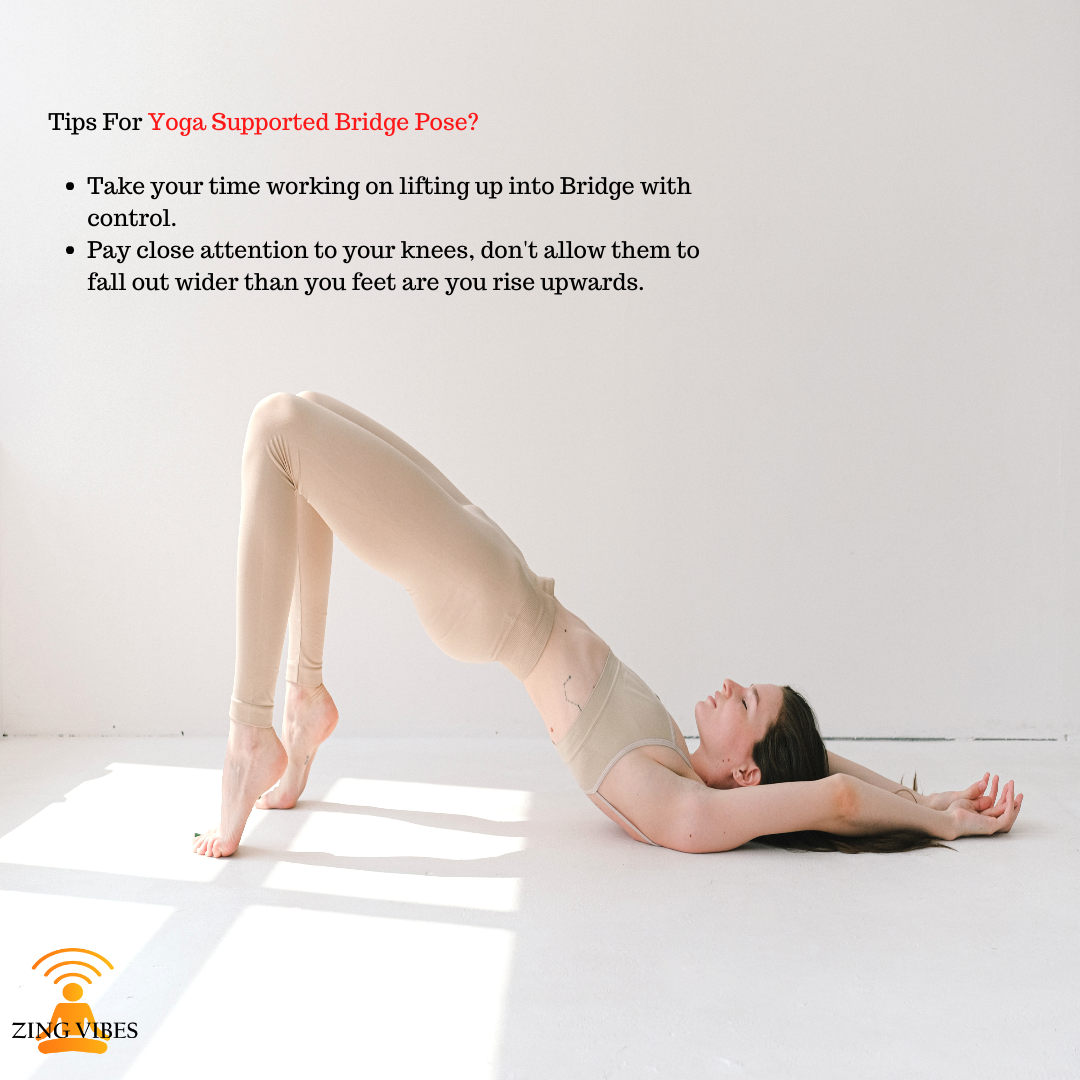 Tips For Yoga Supported Bridge Pose?
• Take your time working on lifting up into Bridge with
control.
• Pay close attention to your knees, don't allow them to
fall out wider than you feet are you rise upwards.
ZING VIBES